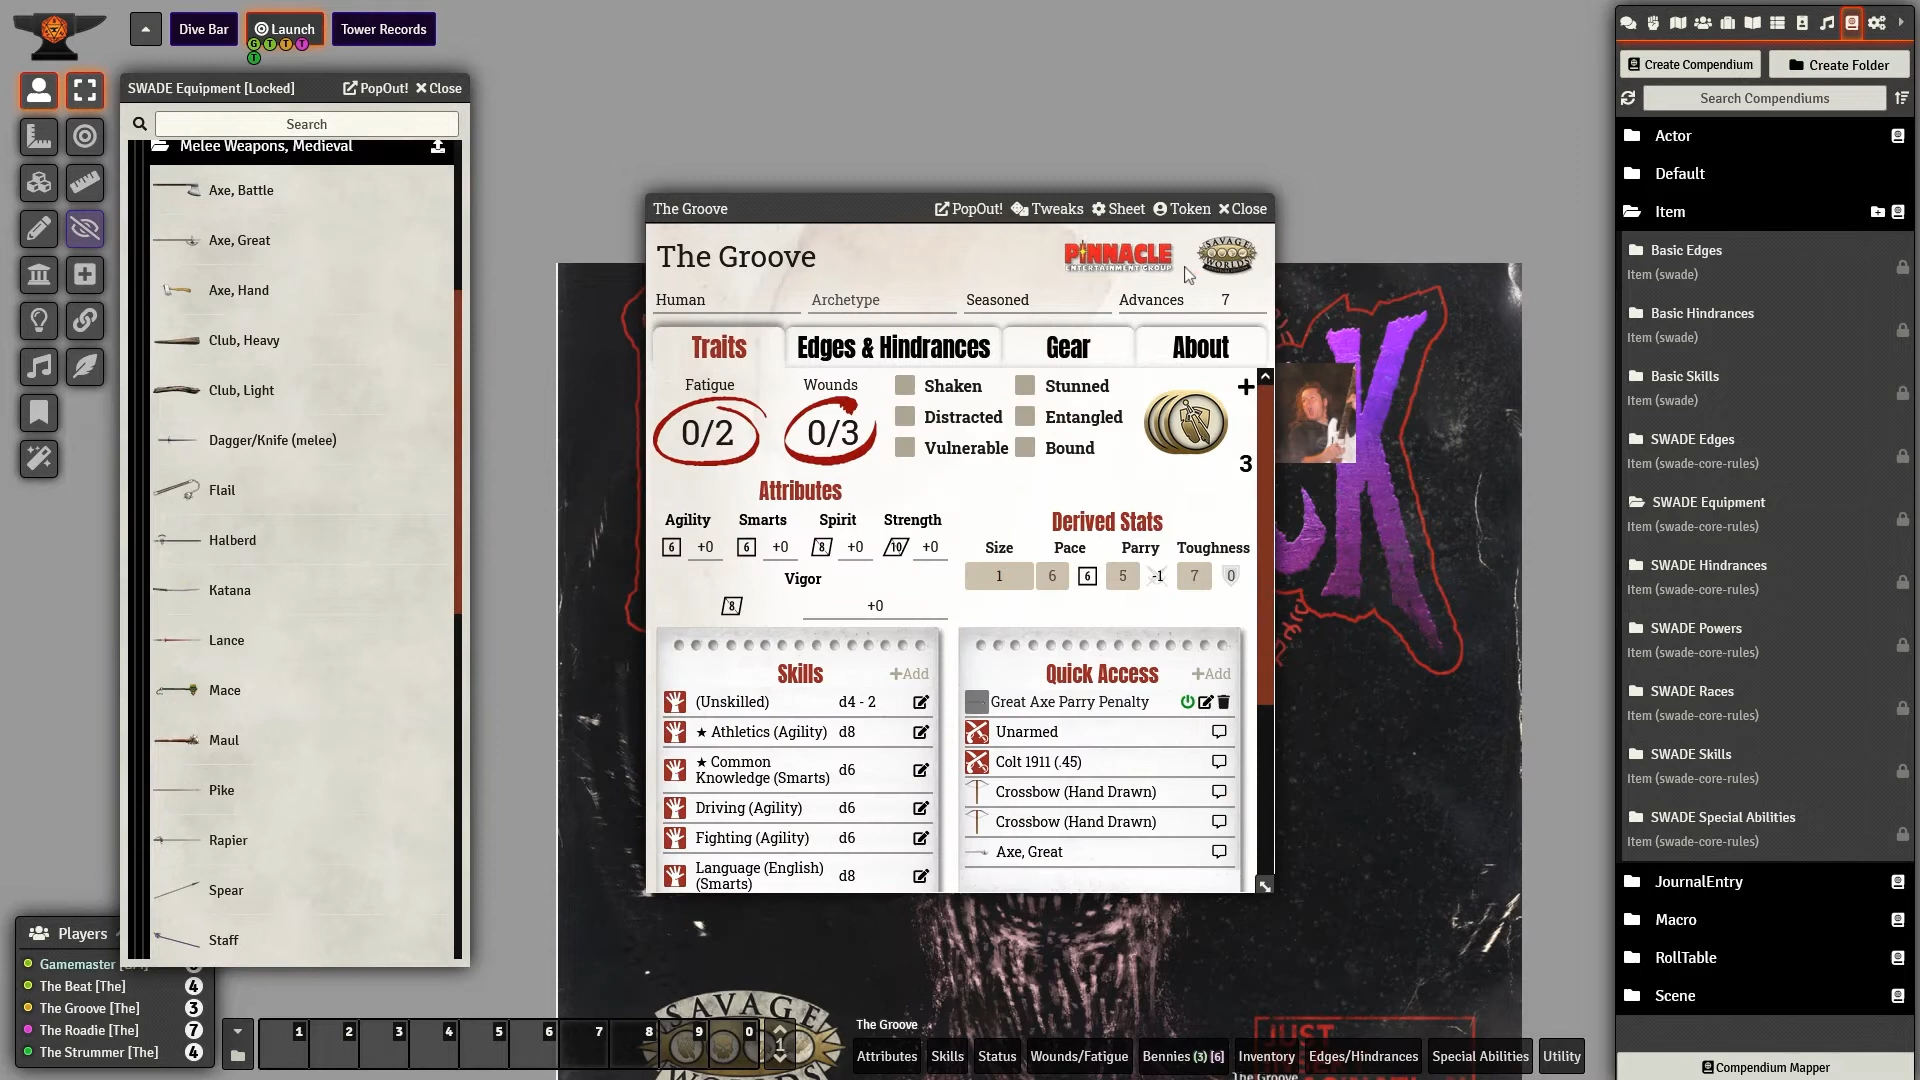 Dive Bar
Launch
Tower Records
G T T T
T
SWADE Equipment [Locked]
PopOut!
Close
Search
Melee Weapons, Medieval
Axe, Battle
Axe, Great
Axe, Hand
Club, Heavy
Club, Light
Dagger/Knife (melee)
Flail
Halberd
Katana
Lance
Mace
Maul
Pike
Rapier
Spear
Staff
Players
Gamemaster
The Beat [The] 4
The Groove [The] 3
The Roadie [The] 7
The Strummer [The] 4
The Groove
PopOut! Tweaks Sheet Token Close
The Groove
PINNACLE
ENTERTAINMENT GROUP
SAVAGE
WORLDS
Human Archetype Seasoned Advances 7
Traits
Edges & Hindrances
Gear
About
Fatigue
0/2
Wounds
0/3
Shaken Stunned
Distracted Entangled
Vulnerable Bound
+
3
Attributes
Agility Smarts Spirit Strength
6 +0 6 +0 8 +0 10 +0
Vigor
8 +0
Derived Stats
Size Pace Parry Toughness
1 6 6 5 -1 7 0
Skills
+Add
(Unskilled) d4 - 2
★ Athletics (Agility) d8
★ Common
Knowledge (Smarts) d6
Driving (Agility) d6
Fighting (Agility) d6
Language (English)
(Smarts) d8
Quick Access
+Add
Great Axe Parry Penalty
Unarmed
Colt 1911 (.45)
Crossbow (Hand Drawn)
Crossbow (Hand Drawn)
Axe, Great
SAVAGE
WORLDS
JUST
1 2 3 4 5 6 7 8 9 0
1
The Groove
Attributes Skills Status Wounds/Fatigue Bennies (3) [6] Inventory Edges/Hindrances Special Abilities Utility
The Groove
Create Compendium
Create Folder
Search Compendiums
Actor
Default
Item
Basic Edges
Item (swade)
Basic Hindrances
Item (swade)
Basic Skills
Item (swade)
SWADE Edges
Item (swade-core-rules)
SWADE Equipment
Item (swade-core-rules)
SWADE Hindrances
Item (swade-core-rules)
SWADE Powers
Item (swade-core-rules)
SWADE Races
Item (swade-core-rules)
SWADE Skills
Item (swade-core-rules)
SWADE Special Abilities
Item (swade-core-rules)
JournalEntry
Macro
RollTable
Scene
Compendium Mapper